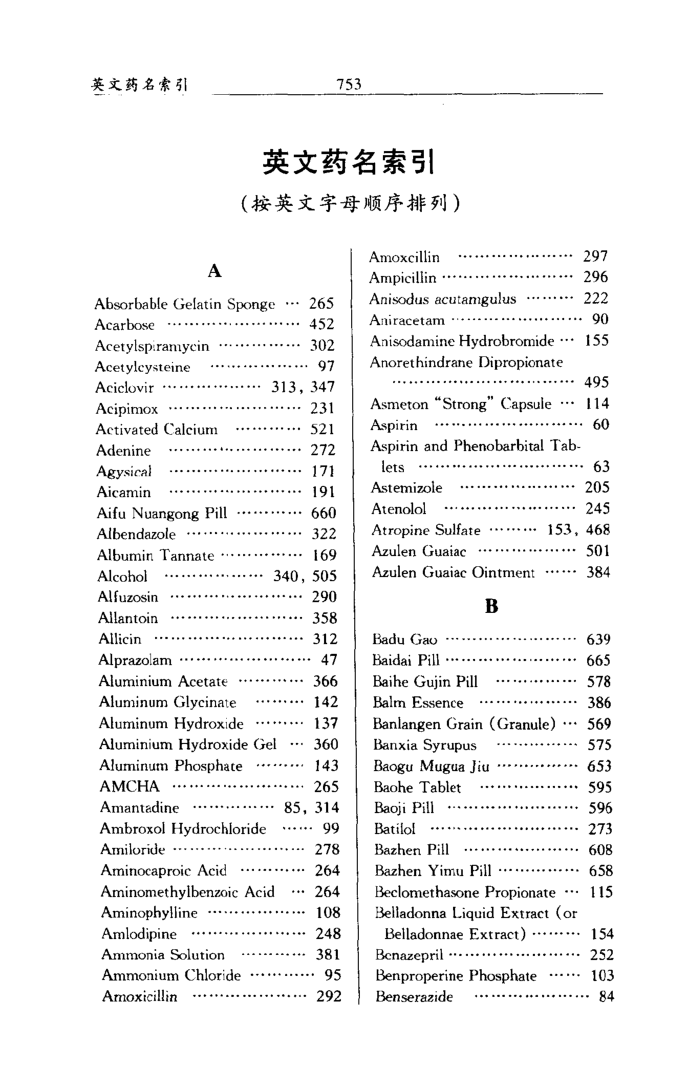 英文药名索引 753
英文药名索引
(按英文字母顺序排列)
A
Absorbable Gelatin Sponge … 265
Acarbose …………………… 452
Acetylspiramycin …………… 302
Acetylcysteine ……………… 97
Aciclovir ……………… 313, 347
Acipimox …………………… 231
Activated Calcium ………… 521
Adenine …………………… 272
Agysical …………………… 171
Aicamin …………………… 191
Aifu Nuangong Pill ………… 660
Albendazole ………………… 322
Albumin Tannate …………… 169
Alcohol ……………… 340, 505
Alfuzosin …………………… 290
Allantoin …………………… 358
Allicin ……………………… 312
Alprazolam …………………… 47
Aluminium Acetate ………… 366
Aluminum Glycinate ……… 142
Aluminum Hydroxide ……… 137
Aluminium Hydroxide Gel … 360
Aluminum Phosphate ……… 143
AMCHA …………………… 265
Amantadine …………… 85, 314
Ambroxol Hydrochloride …… 99
Amiloride …………………… 278
Aminocaproic Acid ………… 264
Aminomethylbenzoic Acid … 264
Aminophylline ……………… 108
Amlodipine ………………… 248
Ammonia Solution ………… 381
Ammonium Chloride ………… 95
Amoxicillin ………………… 292
Amoxcillin ………………… 297
Ampicillin …………………… 296
Anisodus acutamgulus ……… 222
Aniracetam …………………… 90
Anisodamine Hydrobromide … 155
Anorethindrane Dipropionate
…………………………… 495
Asmeton “Strong” Capsule … 114
Aspirin ……………………… 60
Aspirin and Phenobarbital Tab-
lets ………………………… 63
Astemizole ………………… 205
Atenolol …………………… 245
Atropine Sulfate ……… 153, 468
Azulen Guaiac ……………… 501
Azulen Guaiac Ointment …… 384
B
Badu Gao …………………… 639
Baidai Pill …………………… 665
Baihe Gujin Pill …………… 578
Balm Essence ……………… 386
Banlangen Grain (Granule) … 569
Banxia Syrupus …………… 575
Baogu Mugua Jiu …………… 653
Baohe Tablet ……………… 595
Baoji Pill …………………… 596
Batilol ……………………… 273
Bazhen Pill ………………… 608
Bazhen Yimu Pill …………… 658
Beclomethasone Propionate … 115
Belladonna Liquid Extract (or
Belladonnae Extract) ……… 154
Benazepril …………………… 252
Benproperine Phosphate …… 103
Benserazide ………………… 84